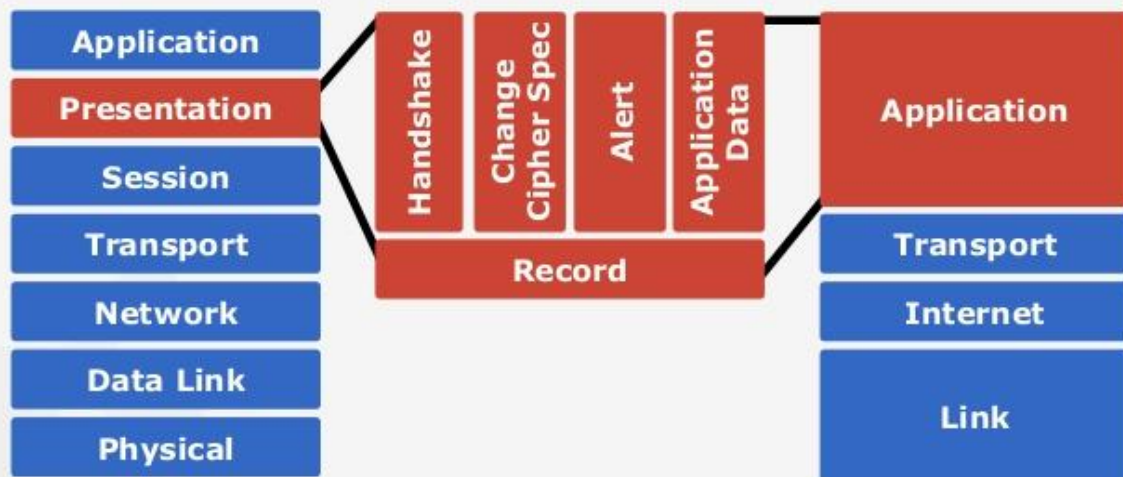 Application
Presentation
Session
Transport
Network
Data Link
Physical
Handshake
Change
Cipher Spec
Alert
Application
Data
Record
Application
Transport
Internet
Link